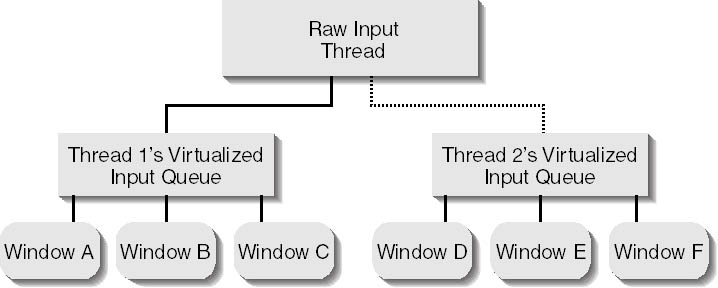 Raw Input
Thread
Thread 1's Virtualized
Input Queue
Thread 2's Virtualized
Input Queue
Window A
Window B
Window C
Window D
Window E
Window F